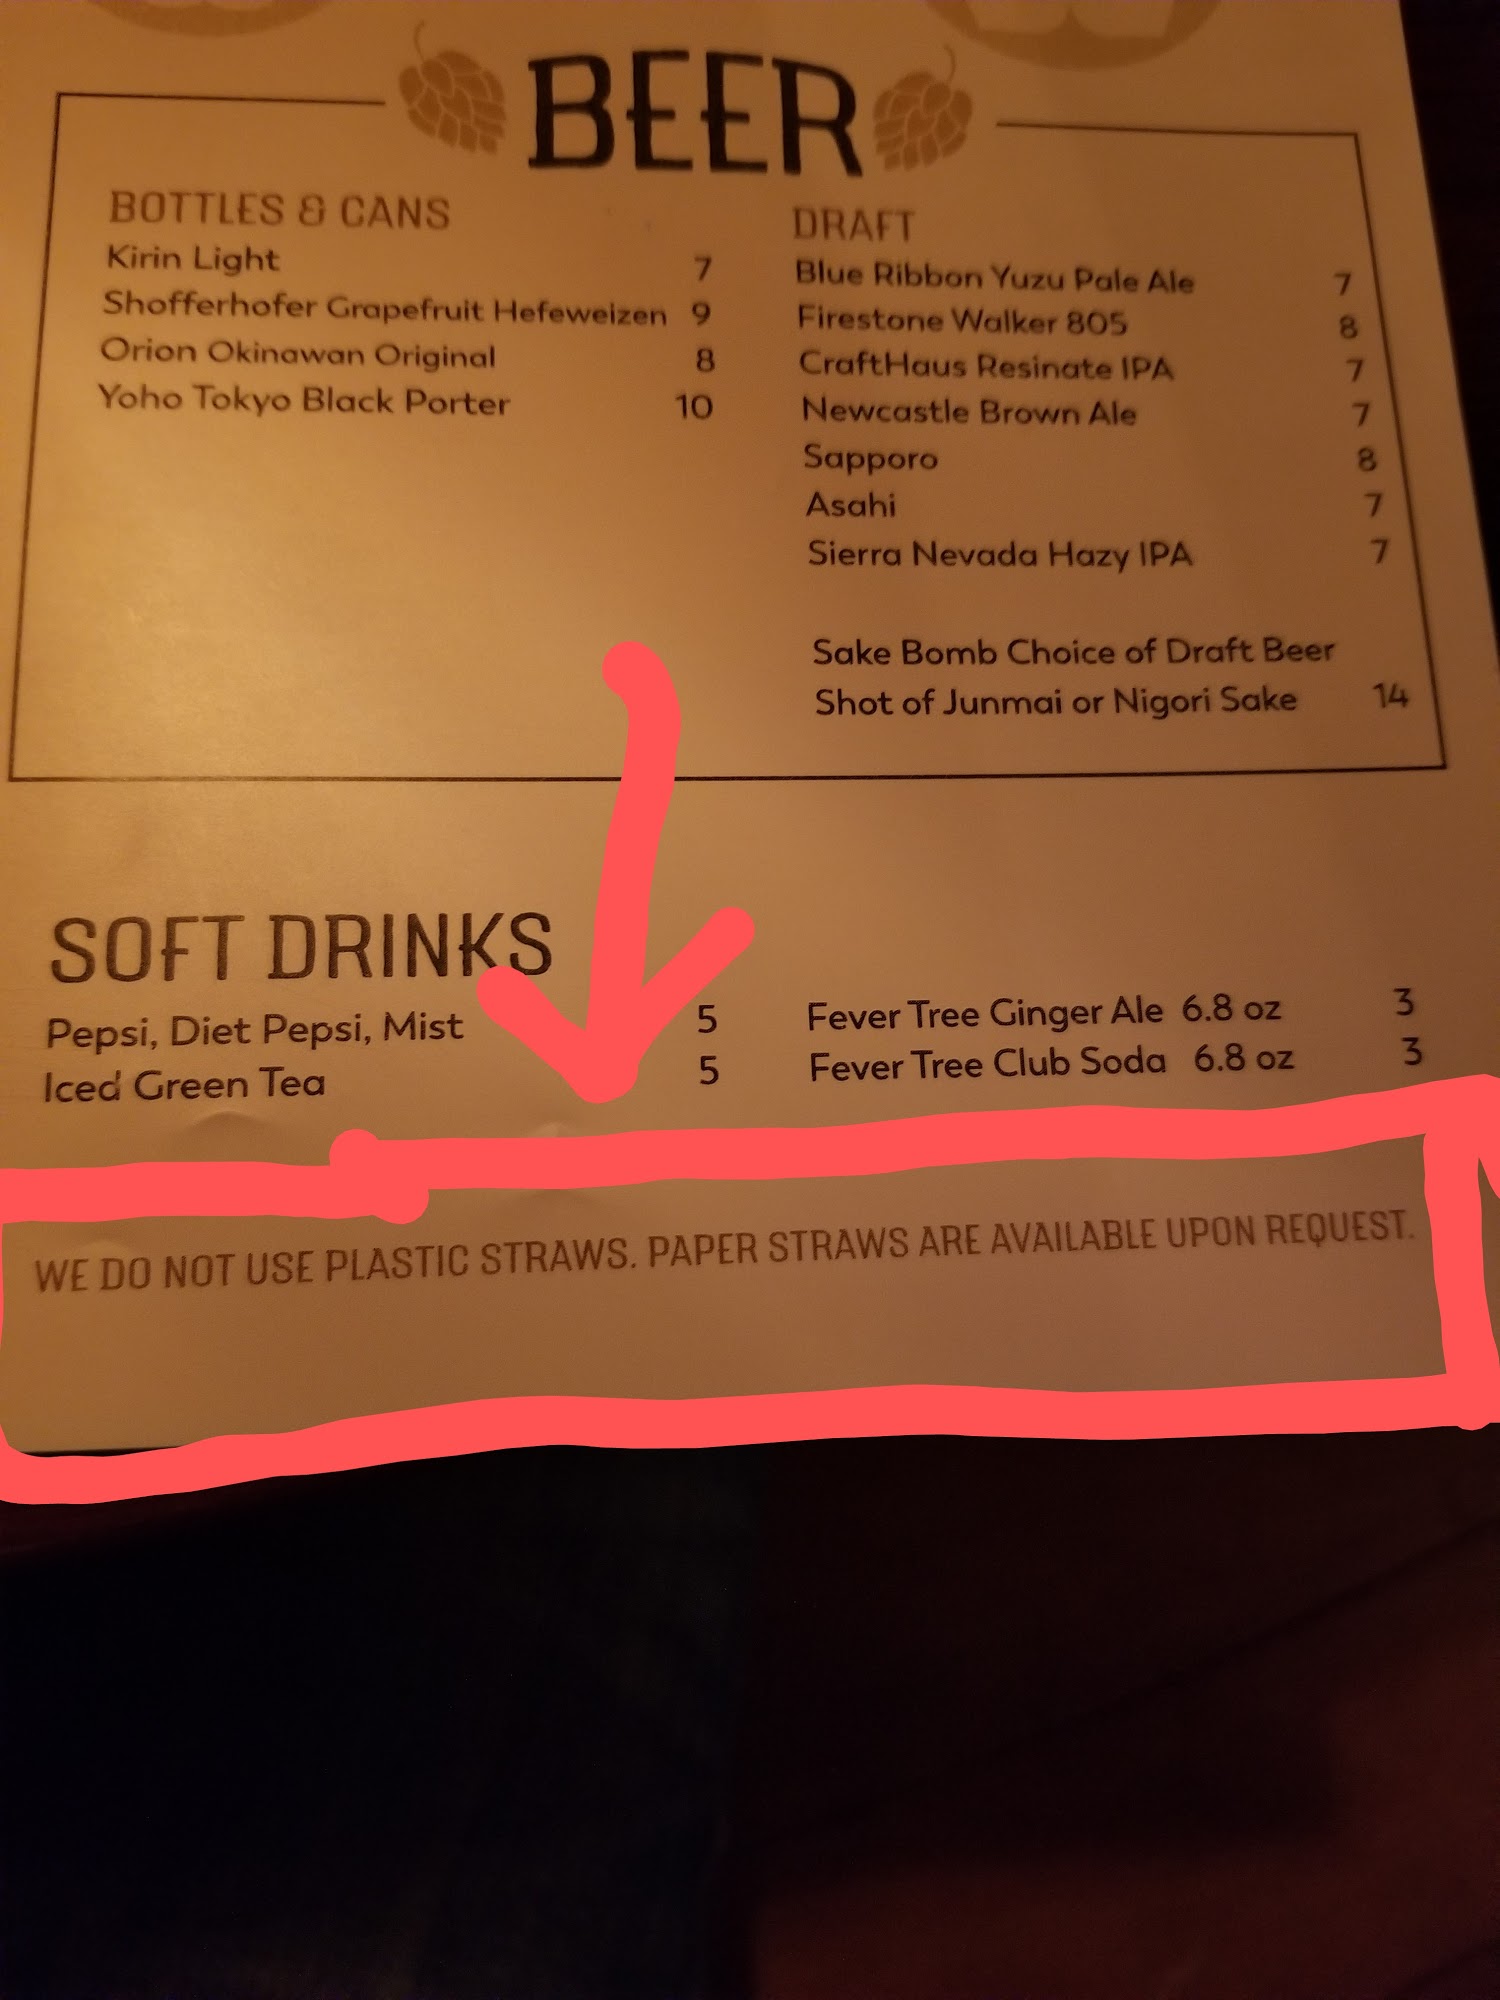 BEER
BOTTLES & CANS
Kirin Light 7
Shofferhofer Grapefruit Hefeweizen 9
Orion Okinawan Original 8
Yoho Tokyo Black Porter 10
DRAFT
Blue Ribbon Yuzu Pale Ale 7
Firestone Walker 805 8
CraftHaus Resinate IPA 7
Newcastle Brown Ale 7
Sapporo 8
Asahi 7
Sierra Nevada Hazy IPA 7
Sake Bomb Choice of Draft Beer
Shot of Junmai or Nigori Sake 14
SOFT DRINKS
Pepsi, Diet Pepsi, Mist 5
Iced Green Tea 5
Fever Tree Ginger Ale 6.8 oz 3
Fever Tree Club Soda 6.8 oz 3
WE DO NOT USE PLASTIC STRAWS. PAPER STRAWS ARE AVAILABLE UPON REQUEST.